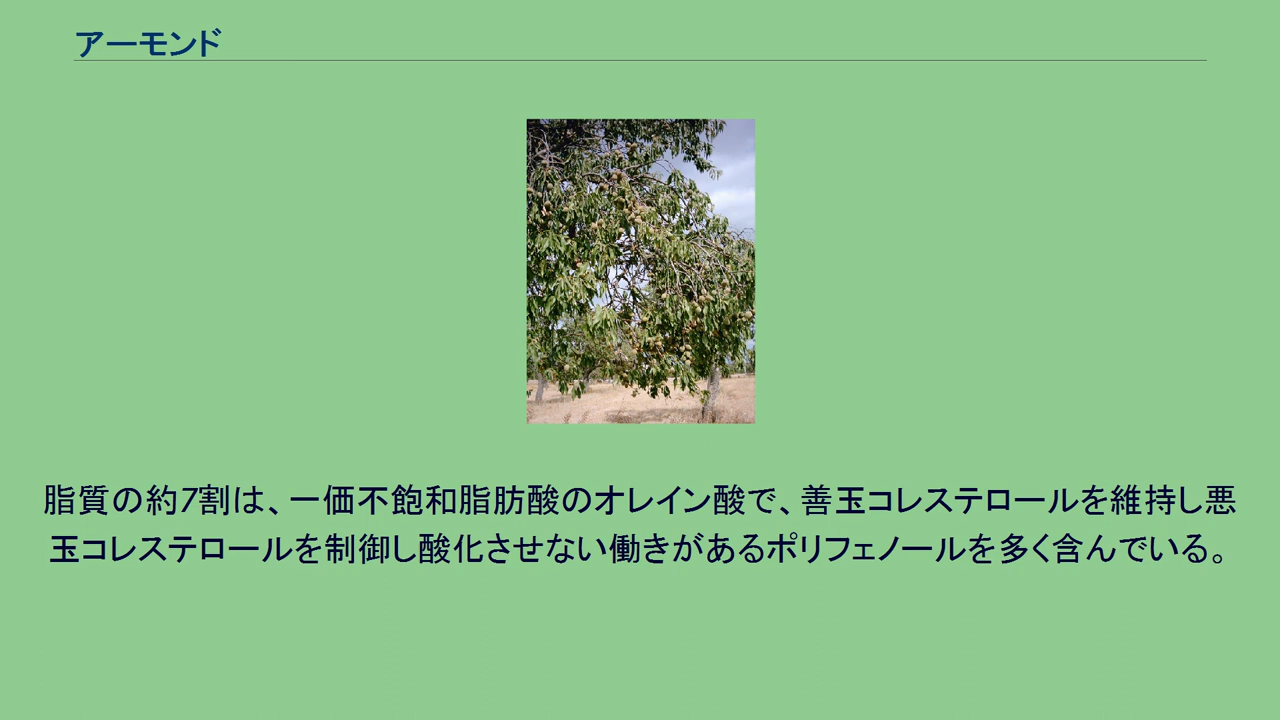 アーモンド
脂質の約7割は、一価不飽和脂肪酸のオレイン酸で、善玉コレステロールを維持し悪
玉コレステロールを制御し酸化させない働きがあるポリフェノールを多く含んでいる。